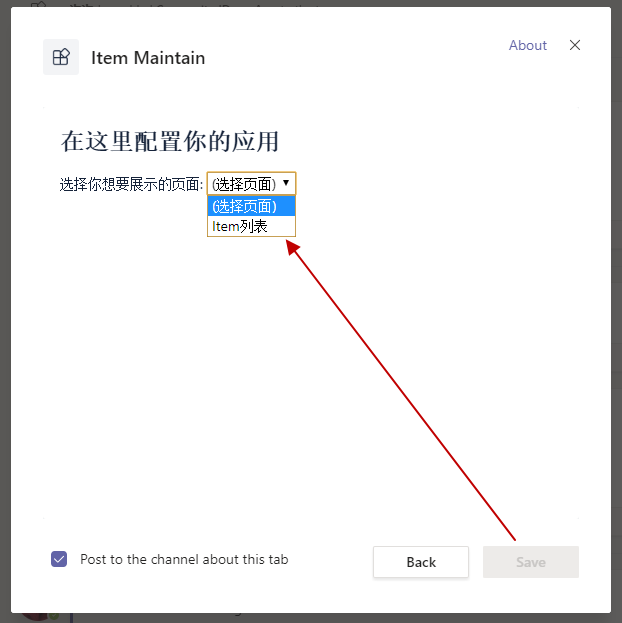 Item Maintain
About
在这里配置你的应用
选择你想要展示的页面: (选择页面)
(选择页面)
Item列表
Post to the channel about this tab
Back
Save